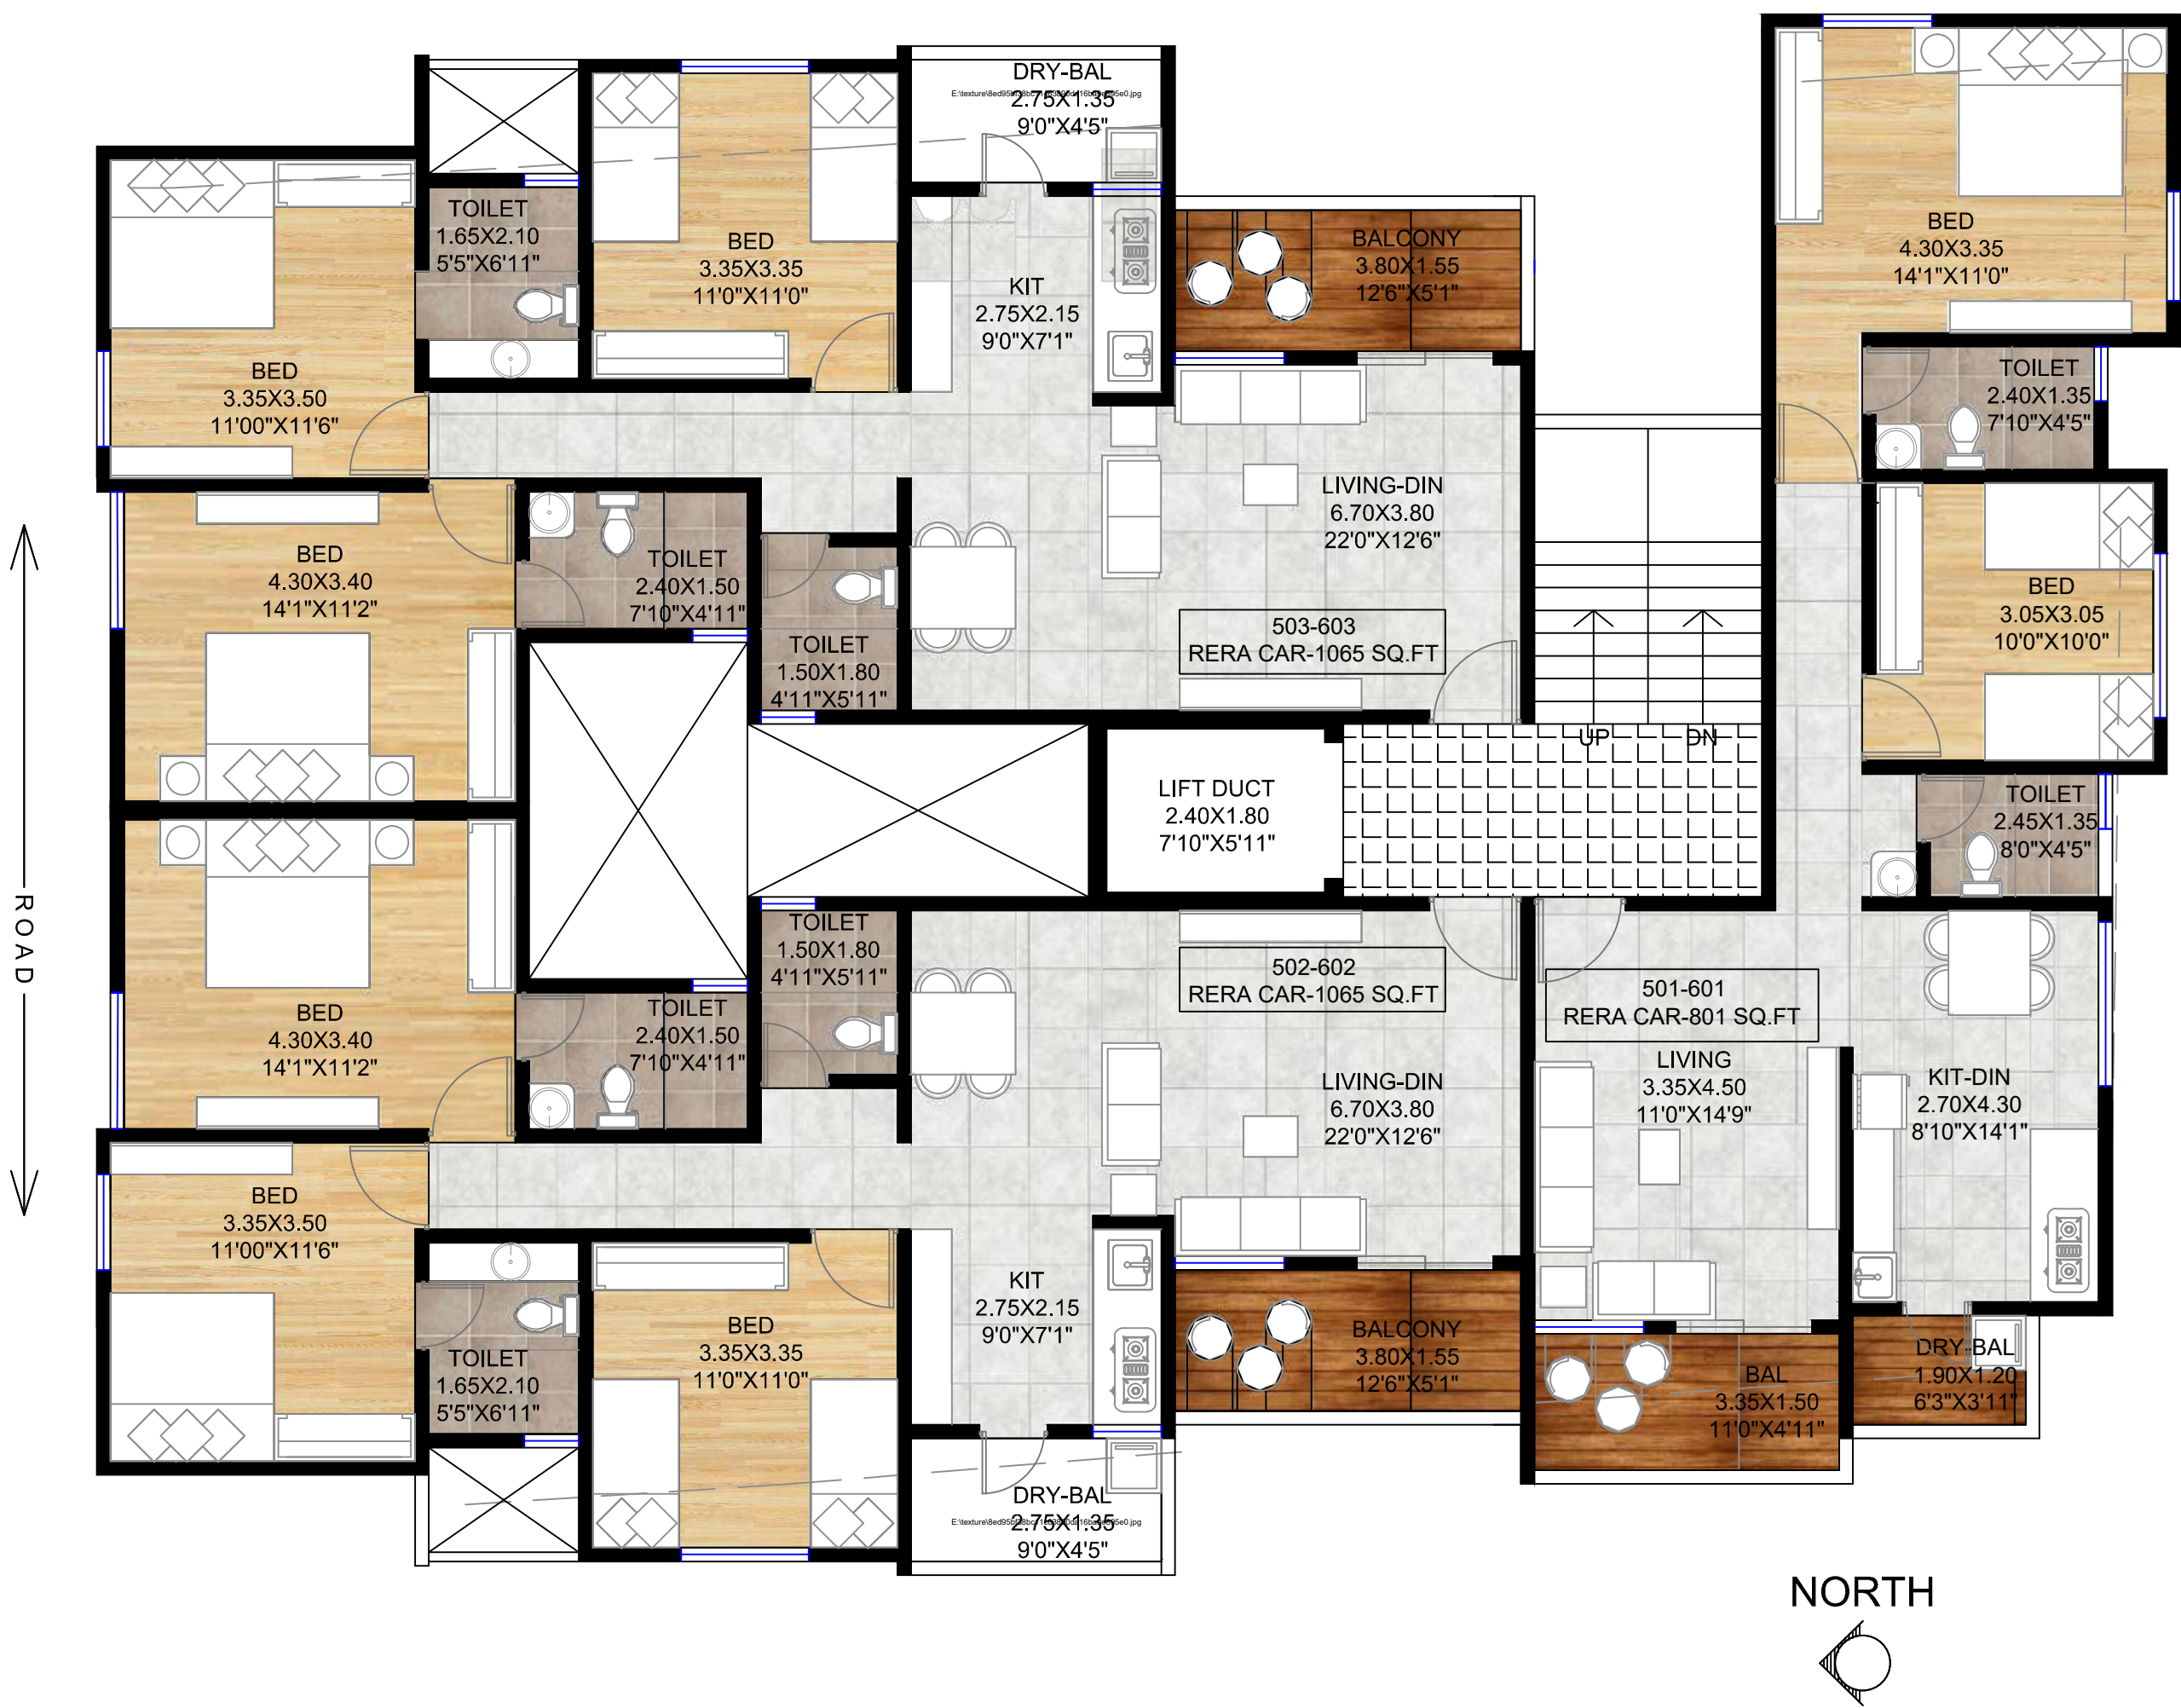 DRY-BAL
2.75X1.35
9'0"X4'5"
TOILET
1.65X2.10
5'5"X6'11"
BED
3.35X3.35
11'0"X11'0"
BALCONY
3.80X1.55
12'6"X5'1"
BED
4.30X3.35
14'1"X11'0"
KIT
2.75X2.15
9'0"X7'1"
BED
3.35X3.50
11'00"X11'6"
TOILET
2.40X1.35
7'10"X4'5"
LIVING-DIN
6.70X3.80
22'0"X12'6"
BED
4.30X3.40
14'1"X11'2"
TOILET
2.40X1.50
7'10"X4'11"
BED
3.05X3.05
10'0"X10'0"
503-603
RERA CAR-1065 SQ.FT
TOILET
1.50X1.80
4'11"X5'11"
UP
DN
LIFT DUCT
2.40X1.80
7'10"X5'11"
TOILET
2.45X1.35
8'0"X4'5"
ROAD
TOILET
1.50X1.80
4'11"X5'11"
502-602
RERA CAR-1065 SQ.FT
501-601
RERA CAR-801 SQ.FT
BED
4.30X3.40
14'1"X11'2"
TOILET
2.40X1.50
7'10"X4'11"
LIVING-DIN
6.70X3.80
22'0"X12'6"
LIVING
3.35X4.50
11'0"X14'9"
KIT-DIN
2.70X4.30
8'10"X14'1"
BED
3.35X3.50
11'00"X11'6"
KIT
2.75X2.15
9'0"X7'1"
BED
3.35X3.35
11'0"X11'0"
TOILET
1.65X2.10
5'5"X6'11"
BALCONY
3.80X1.55
12'6"X5'1"
BAL
3.35X1.50
11'0"X4'11"
DRY-BAL
1.90X1.20
6'3"X3'11"
DRY-BAL
2.75X1.35
9'0"X4'5"
NORTH